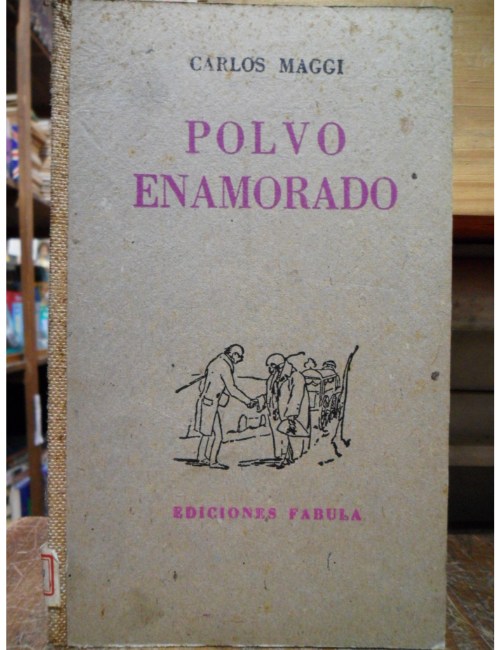 CARLOS MAGGI
POLVO
ENAMORADO
EDICIONES FABULA